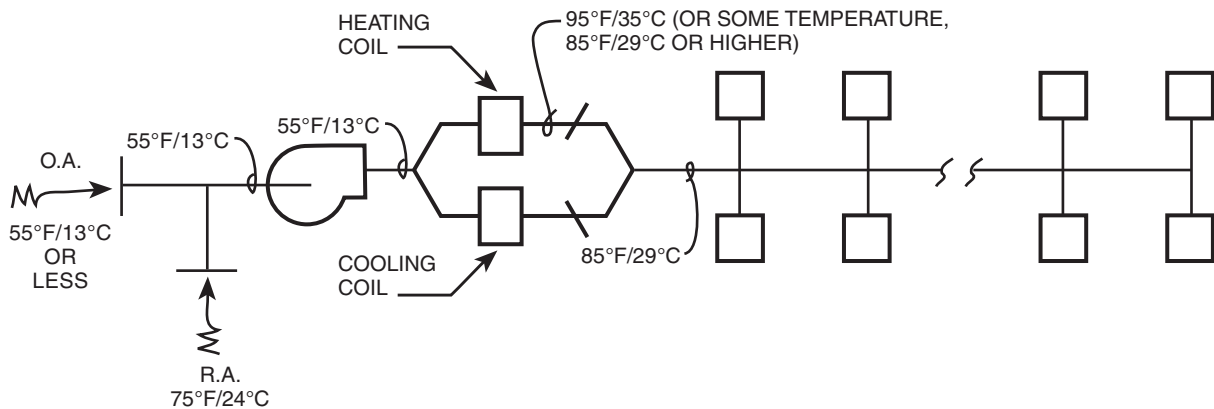 HEATING
COIL
95°F/35°C (OR SOME TEMPERATURE,
85°F/29°C OR HIGHER)
55°F/13°C
55°F/13°C
O.A.
55°F/13°C
OR
LESS
85°F/29°C
COOLING
COIL
R.A.
75°F/24°C